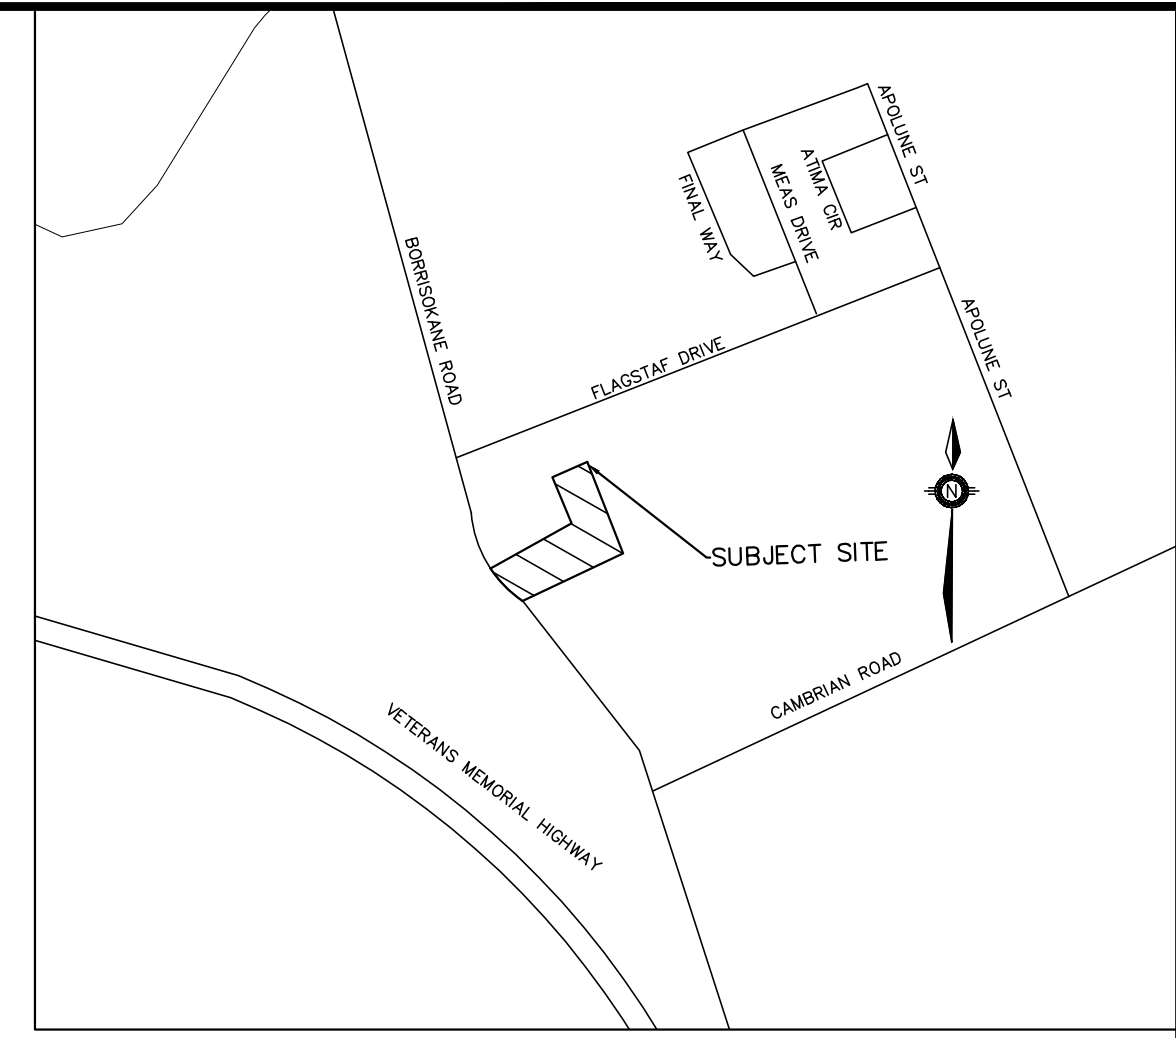 APOLUNE ST
ATIMA CIR
MEAS DRIVE
FINAL WAY
BORRISOKANE ROAD
APOLUNE ST
FLAGSTAF DRIVE
N
SUBJECT SITE
CAMBRIAN ROAD
VETERANS MEMORIAL HIGHWAY